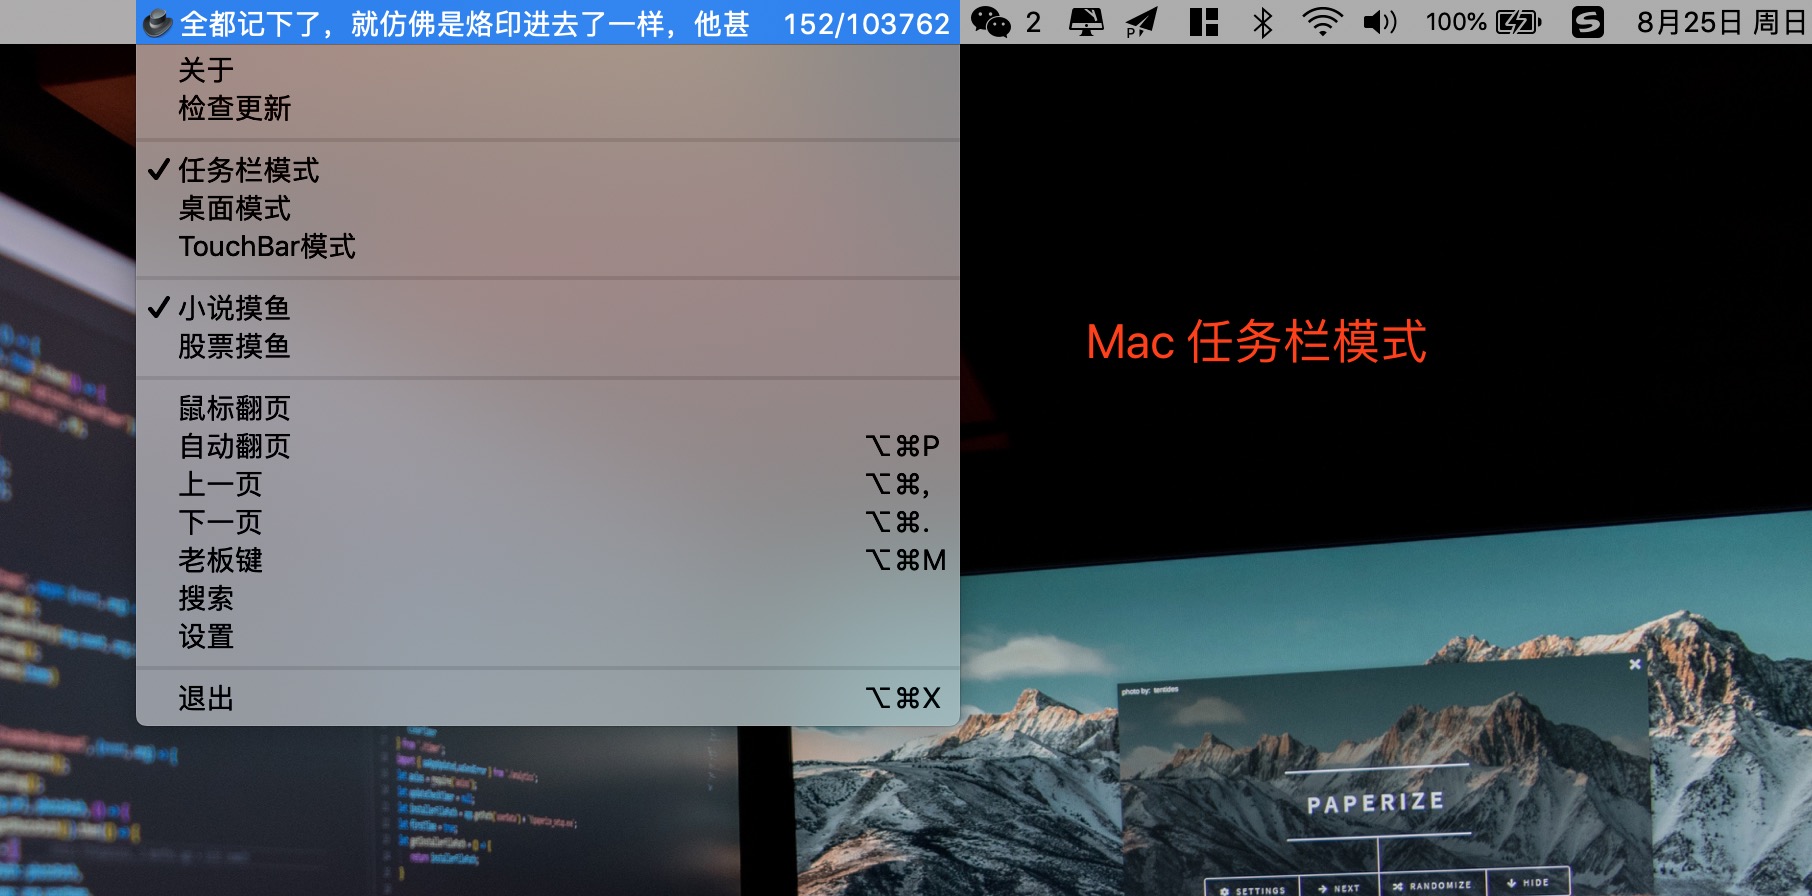 全都记下了，就仿佛是烙印进去了一样，他甚 152/103762 2 P 100% S 8月25日 周日
关于
检查更新
✓ 任务栏模式
桌面模式
TouchBar模式
✓ 小说摸鱼
股票摸鱼
鼠标翻页
自动翻页 ⌥⌘P
上一页 ⌥⌘,
下一页 ⌥⌘.
老板键 ⌥⌘M
搜索
设置
退出 ⌥⌘X
Mac 任务栏模式
photo by: tentides
PAPERIZE
SETTINGS NEXT RANDOMIZE HIDE